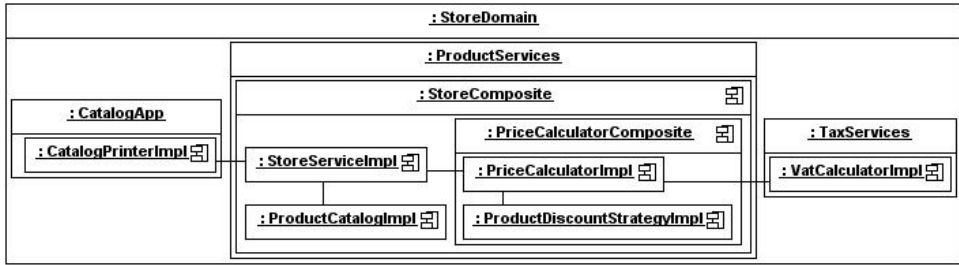 : StoreDomain
: ProductServices
: StoreComposite
: CatalogApp
: PriceCalculatorComposite
: TaxServices
: CatalogPrinterImpl
: StoreServiceImpl
: PriceCalculatorImpl
: VatCalculatorImpl
: ProductCatalogImpl
: ProductDiscountStrategyImpl